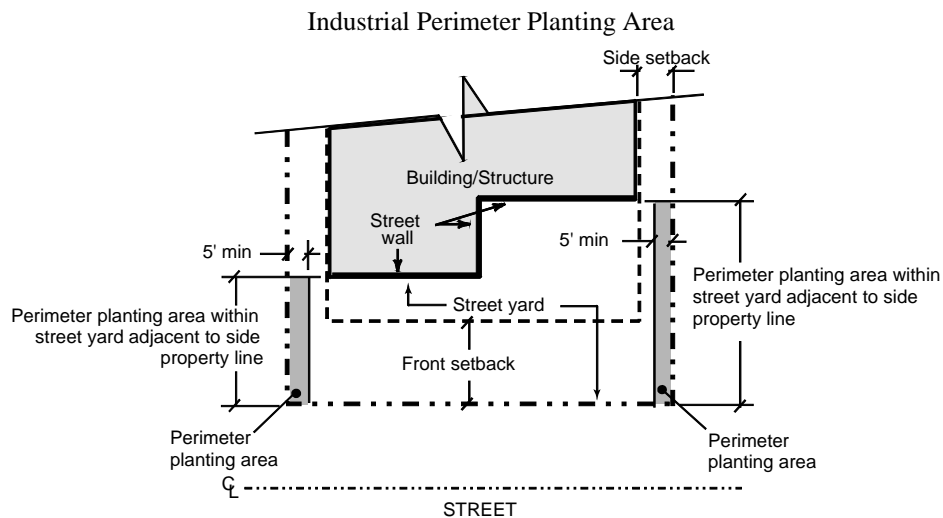 Industrial Perimeter Planting Area
Side setback
Building/Structure
Street
wall
5' min
5' min
Perimeter planting area within
street yard adjacent to side
property line
Street yard
Perimeter planting area within
street yard adjacent to side
property line
Front setback
Perimeter
planting area
Perimeter
planting area
CL
STREET